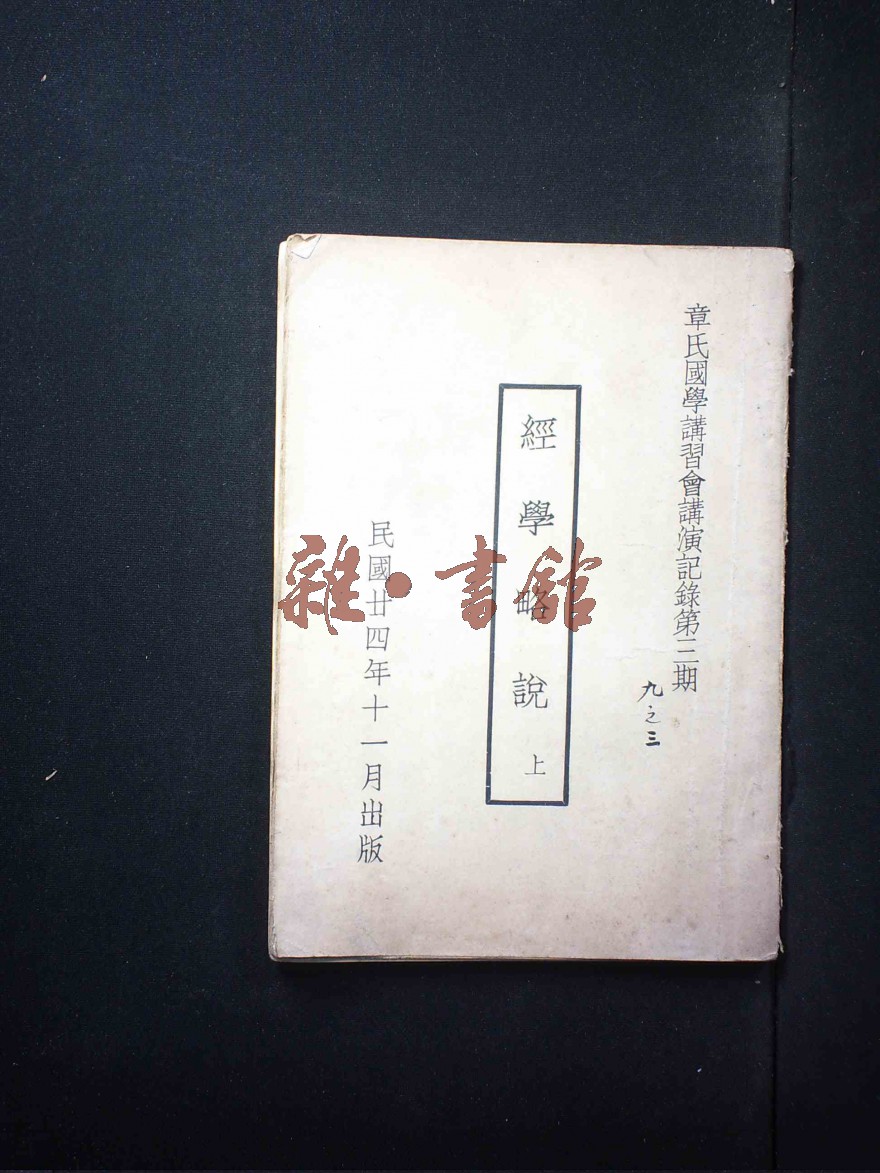 章氏國學講習會講演記錄第三期
九之三
經學略說 上
民國廿四年十一月出版
雜·書館